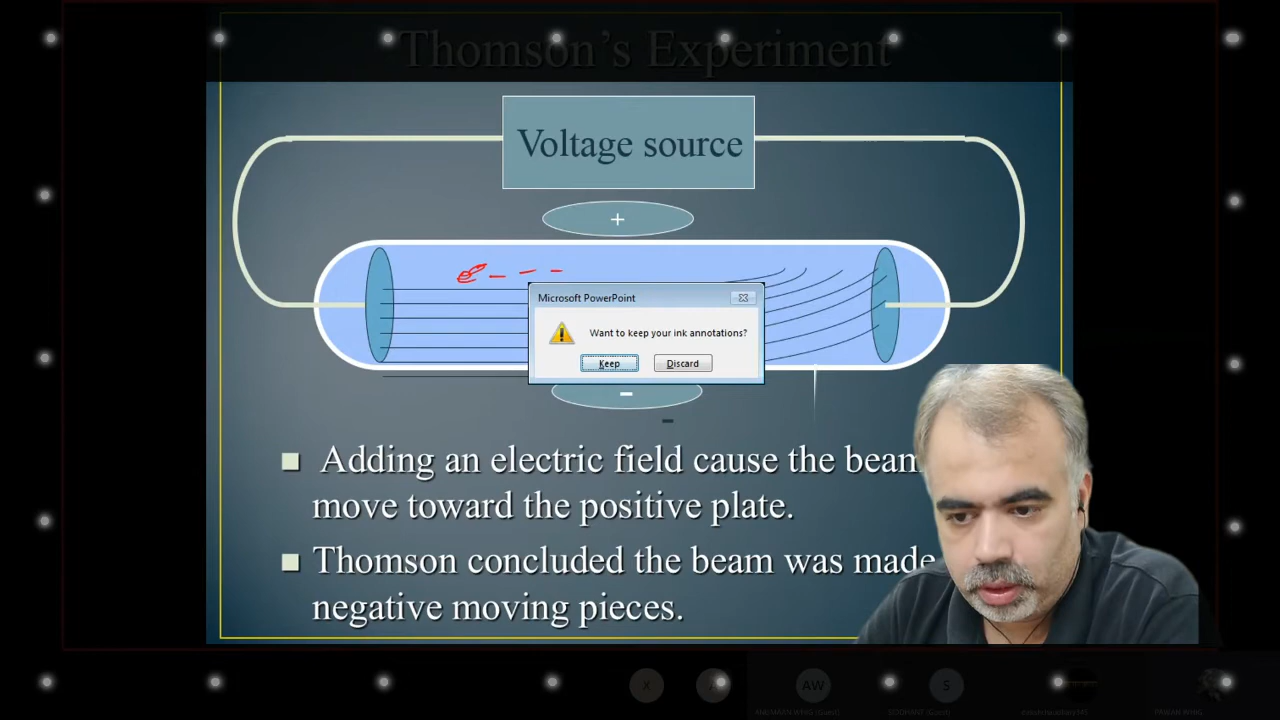 Thomson's Experiment
Voltage source
+
Microsoft PowerPoint
Want to keep your ink annotations?
Keep
Discard
-
-
Adding an electric field cause the beam
move toward the positive plate.
Thomson concluded the beam was made
negative moving pieces.
X
AW
S